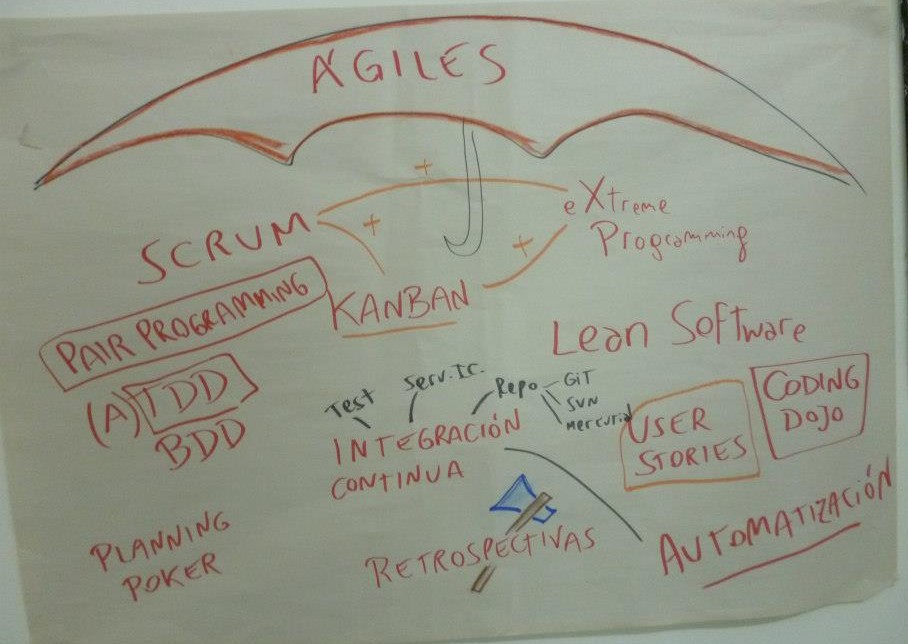 ÁGILES
+
SCRUM
+
+
eXtreme
Programming
KANBAN
PAIR PROGRAMMING
Lean Software
(A) TDD
BDD
Test
Serv. I.C.
Repo
GIT
SVN
Mercurial
INTEGRACIÓN
CONTINUA
USER
STORIES
CODING
DOJO
PLANNING
POKER
RETROSPECTIVAS
AUTOMATIZACIÓN